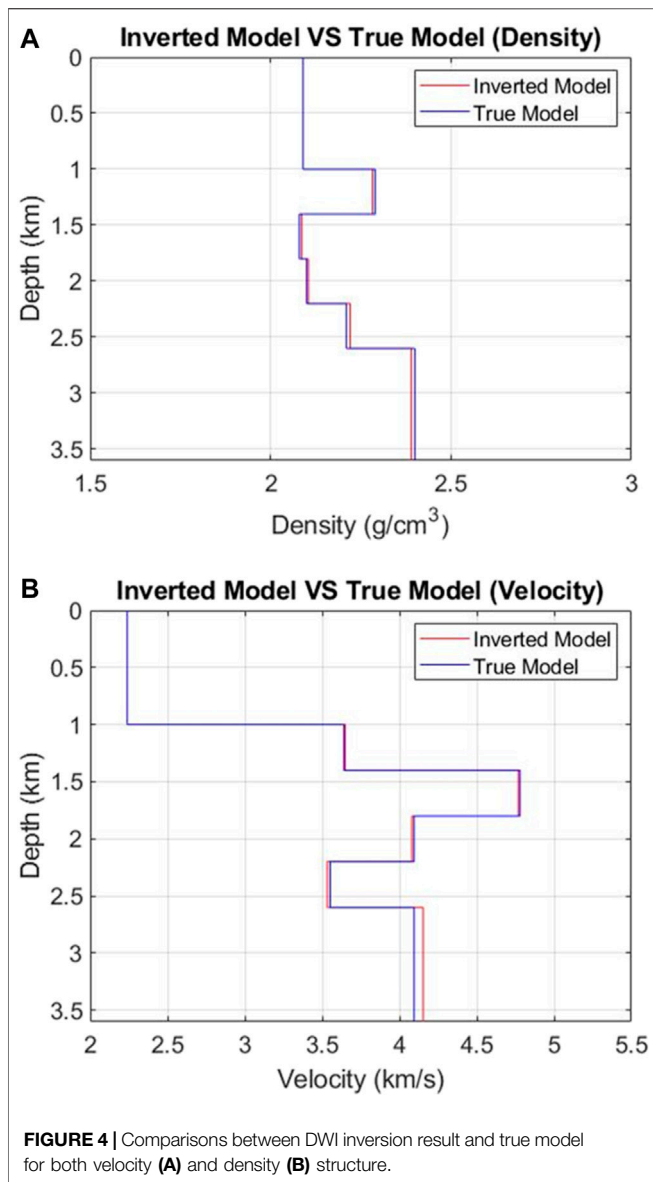 A
Inverted Model VS True Model (Density)
Inverted Model
True Model
0
0.5
1
1.5
2
2.5
3
3.5
Depth (km)
1.5
2
2.5
3
Density (g/cm³)
B
Inverted Model VS True Model (Velocity)
Inverted Model
True Model
0
0.5
1
1.5
2
2.5
3
3.5
Depth (km)
2
2.5
3
3.5
4
4.5
5
5.5
Velocity (km/s)
FIGURE 4 | Comparisons between DWI inversion result and true model
for both velocity (A) and density (B) structure.